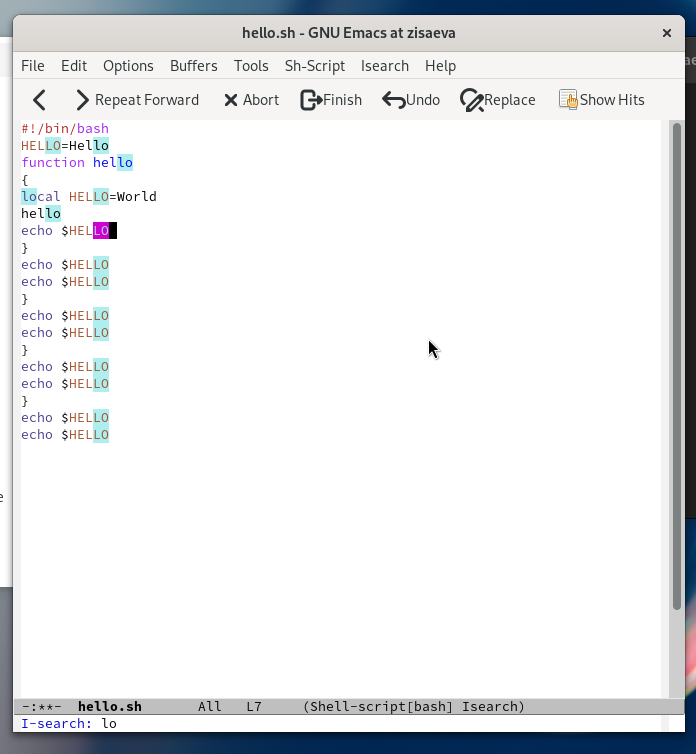 hello.sh - GNU Emacs at zisaeva ×
File Edit Options Buffers Tools Sh-Script Isearch Help
Repeat Forward Abort Finish Undo Replace Show Hits
#!/bin/bash
HELLO=Hello
function hello
{
local HELLO=World
hello
echo $HELLO
}
echo $HELLO
echo $HELLO
}
echo $HELLO
echo $HELLO
}
echo $HELLO
echo $HELLO
}
echo $HELLO
echo $HELLO
-:**- hello.sh All L7 (Shell-script[bash] Isearch)
I-search: lo